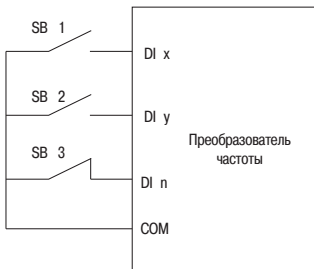 SB 1
DI x
SB 2
DI y
Преобразователь
частоты
SB 3
DI n
COM